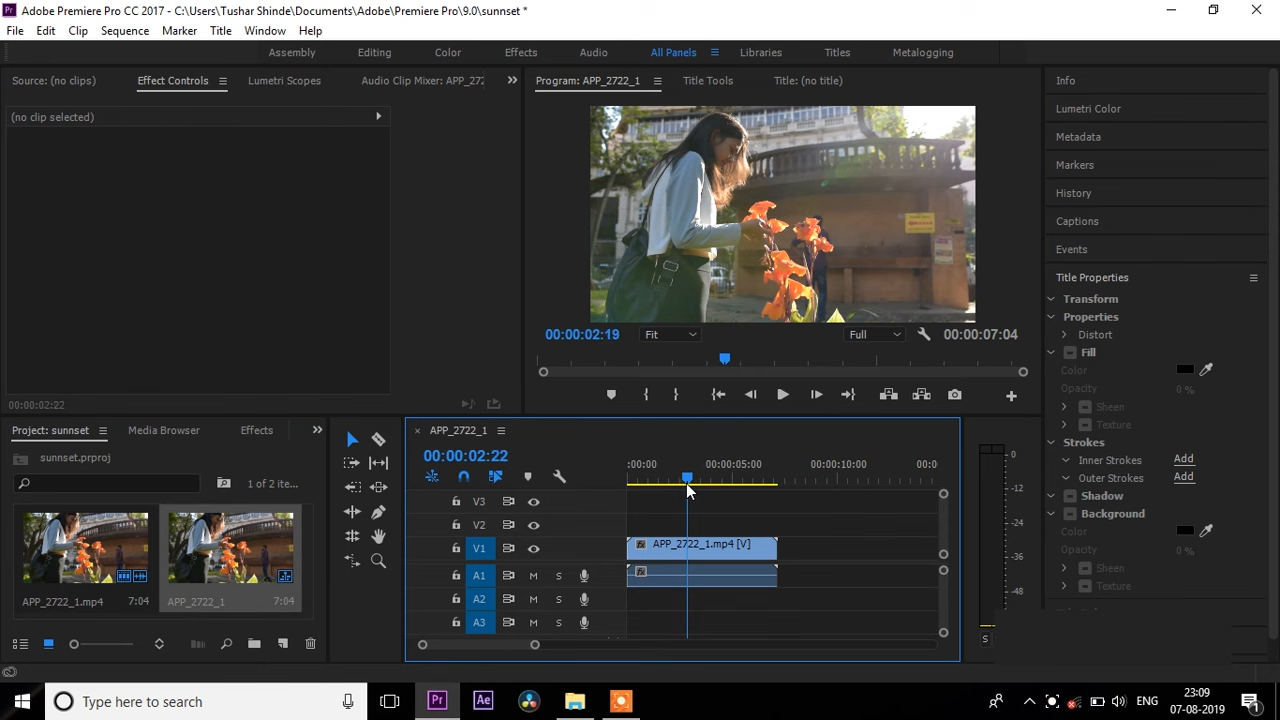 Pr Adobe Premiere Pro CC 2017 - C:\Users\Tushar Shinde\Documents\Adobe\Premiere Pro\9.0\sunnset *
File Edit Clip Sequence Marker Title Window Help
Assembly Editing Color Effects Audio All Panels Libraries Titles Metalogging
Source: (no clips) Effect Controls Lumetri Scopes Audio Clip Mixer: APP_272
(no clip selected)
00:00:02:22
Program: APP_2722_1 Title Tools Title: (no title)
00:00:02:19 Fit Full 00:00:07:04
Info
Lumetri Color
Metadata
Markers
History
Captions
Events
Title Properties
Transform
Properties
Distort
Fill
Color
Opacity 0 %
Sheen
Texture
Strokes
Inner Strokes Add
Outer Strokes Add
Shadow
Background
Color
Opacity 0 %
Sheen
Texture
Project: sunnset Media Browser Effects
sunnset.prproj
1 of 2 ite...
APP_2722_1.mp4 7:04 APP_2722_1 7:04
APP_2722_1
00:00:02:22
:00:00 00:00:05:00 00:00:10:00 00:0
V3
V2
V1 fx APP_2722_1.mp4 [V]
A1 M S fx
A2 M S
A3 M S
0
-12
-24
-36
-48
S
Type here to search Pr Ae ENG 23:09
07-08-2019 1